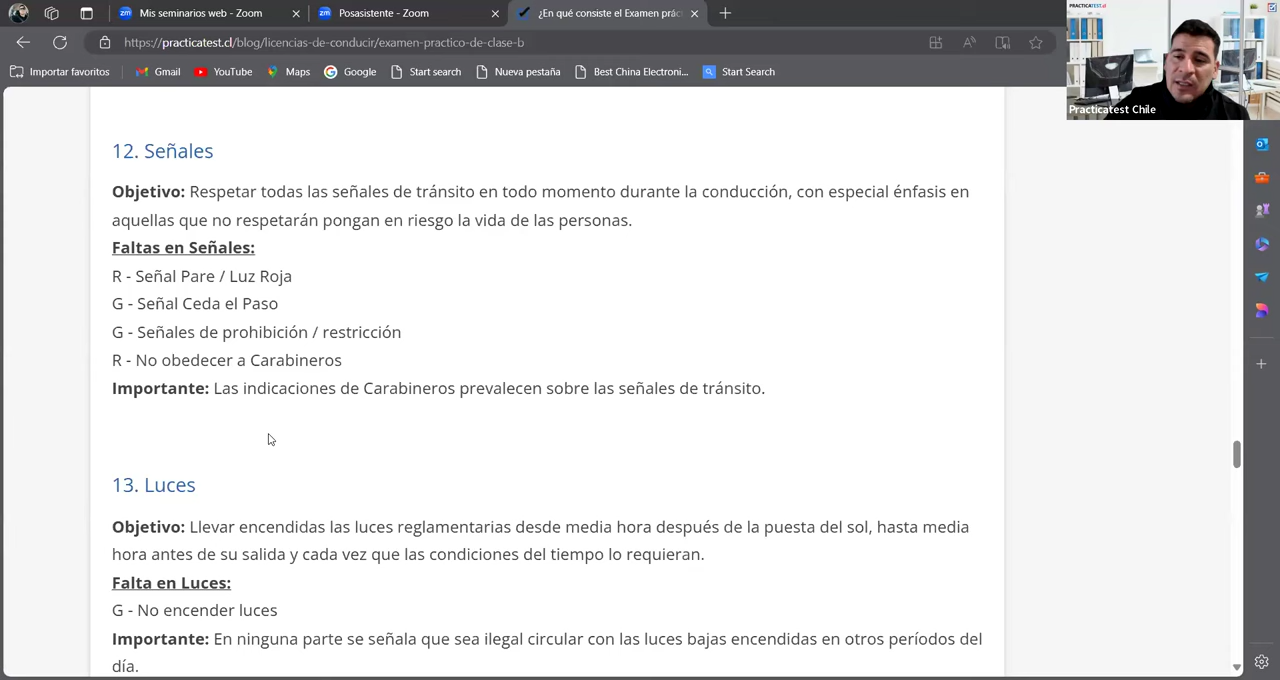 Mis seminarios web - Zoom
Posasistente - Zoom
¿En qué consiste el Examen prác
https://practicatest.cl/blog/licencias-de-conducir/examen-practico-de-clase-b
Importar favoritos
Gmail
YouTube
Maps
Google
Start search
Nueva pestaña
Best China Electroni...
Start Search
PRACTICATEST.cl
Practicatest Chile
12. Señales
Objetivo: Respetar todas las señales de tránsito en todo momento durante la conducción, con especial énfasis en
aquellas que no respetarán pongan en riesgo la vida de las personas.
Faltas en Señales:
R - Señal Pare / Luz Roja
G - Señal Ceda el Paso
G - Señales de prohibición / restricción
R - No obedecer a Carabineros
Importante: Las indicaciones de Carabineros prevalecen sobre las señales de tránsito.
13. Luces
Objetivo: Llevar encendidas las luces reglamentarias desde media hora después de la puesta del sol, hasta media
hora antes de su salida y cada vez que las condiciones del tiempo lo requieran.
Falta en Luces:
G - No encender luces
Importante: En ninguna parte se señala que sea ilegal circular con las luces bajas encendidas en otros períodos del
día.